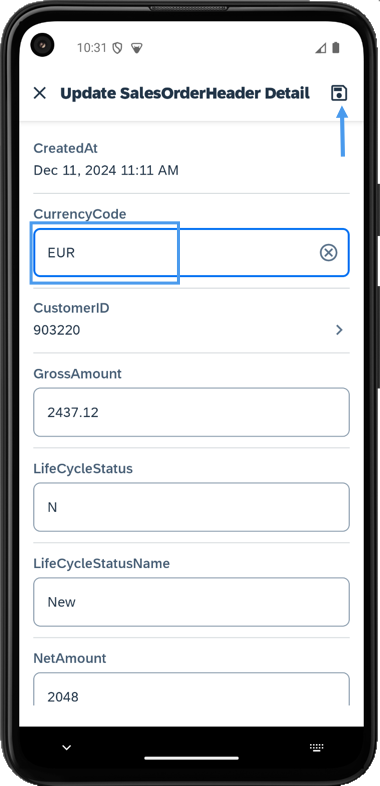 10:31
Update SalesOrderHeader Detail
CreatedAt
Dec 11, 2024 11:11 AM
CurrencyCode
EUR
CustomerID
903220
GrossAmount
2437.12
LifeCycleStatus
N
LifeCycleStatusName
New
NetAmount
2048